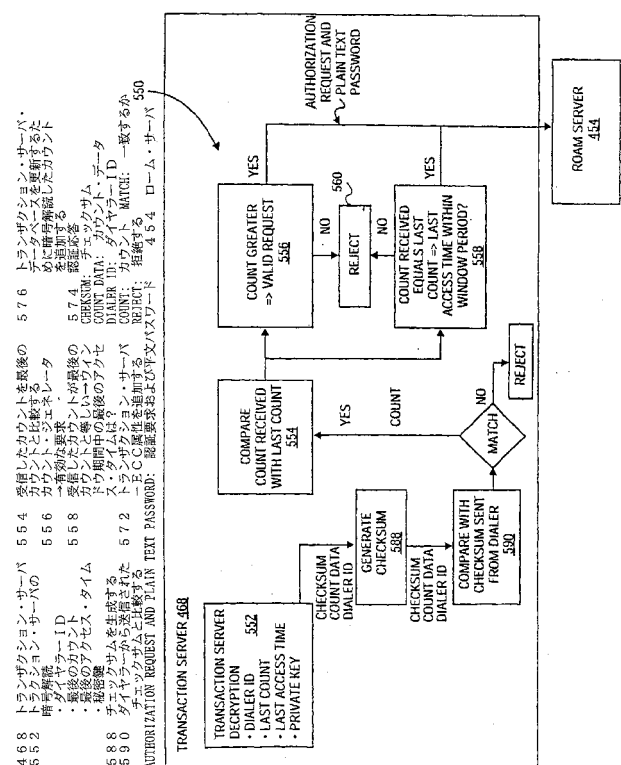 468 トランザクション・サーバ
552 トラクション・サーバの
暗号解読
・ダイヤラーID
・最後のカウント
・最後のアクセス・タイム
・秘密鍵
588 チェックサムを生成する
590 ダイヤラーから送信された
チェックサムと比較する
554 受信したカウントを最後の
カウントと比較する
556 カウント・ジェネレータ
→有効な要求
558 受信したカウントが最後の
カウントと等しい→ウィン
ドウ期間中の最後のアクセ
ス・タイムは?
572 トランザクション・サーバ
-ECC属性を追加する
576 トランザクション・サーバ・
データベースを更新するた
めに暗号解読したカウント
を追加する
574 認証応答
CHEKSUM: チェックサム
COUNT DATA: カウント・データ
DIALER ID: ダイヤラーID
COUNT: カウント MATCH: 一致するか
REJECT: 拒絶する
AUTHORIZATION REQUEST AND PLAIN TEXT PASSWORD: 認証要求および平文パスワード 454 ローム・サーバ
550
TRANSACTION SERVER 468
TRANSACTION SERVER
DECRYPTION 552
• DIALER ID
• LAST COUNT
• LAST ACCESS TIME
• PRIVATE KEY
CHECKSUM
COUNT DATA
DIALER ID
GENERATE
CHECKSUM
588
CHECKSUM
COUNT DATA
DIALER ID
COMPARE WITH
CHECKSUM SENT
FROM DIALER
590
MATCH
NO
REJECT
YES
COUNT
COMPARE
COUNT RECEIVED
WITH LAST COUNT
554
COUNT GREATER
=> VALID REQUEST
556
NO
REJECT
560
NO
COUNT RECEIVED
EQUALS LAST
COUNT => LAST
ACCESS TIME WITHIN
WINDOW PERIOD?
558
YES
YES
AUTHORIZATION
REQUEST AND
PLAIN TEXT
PASSWORD
ROAM SERVER
454